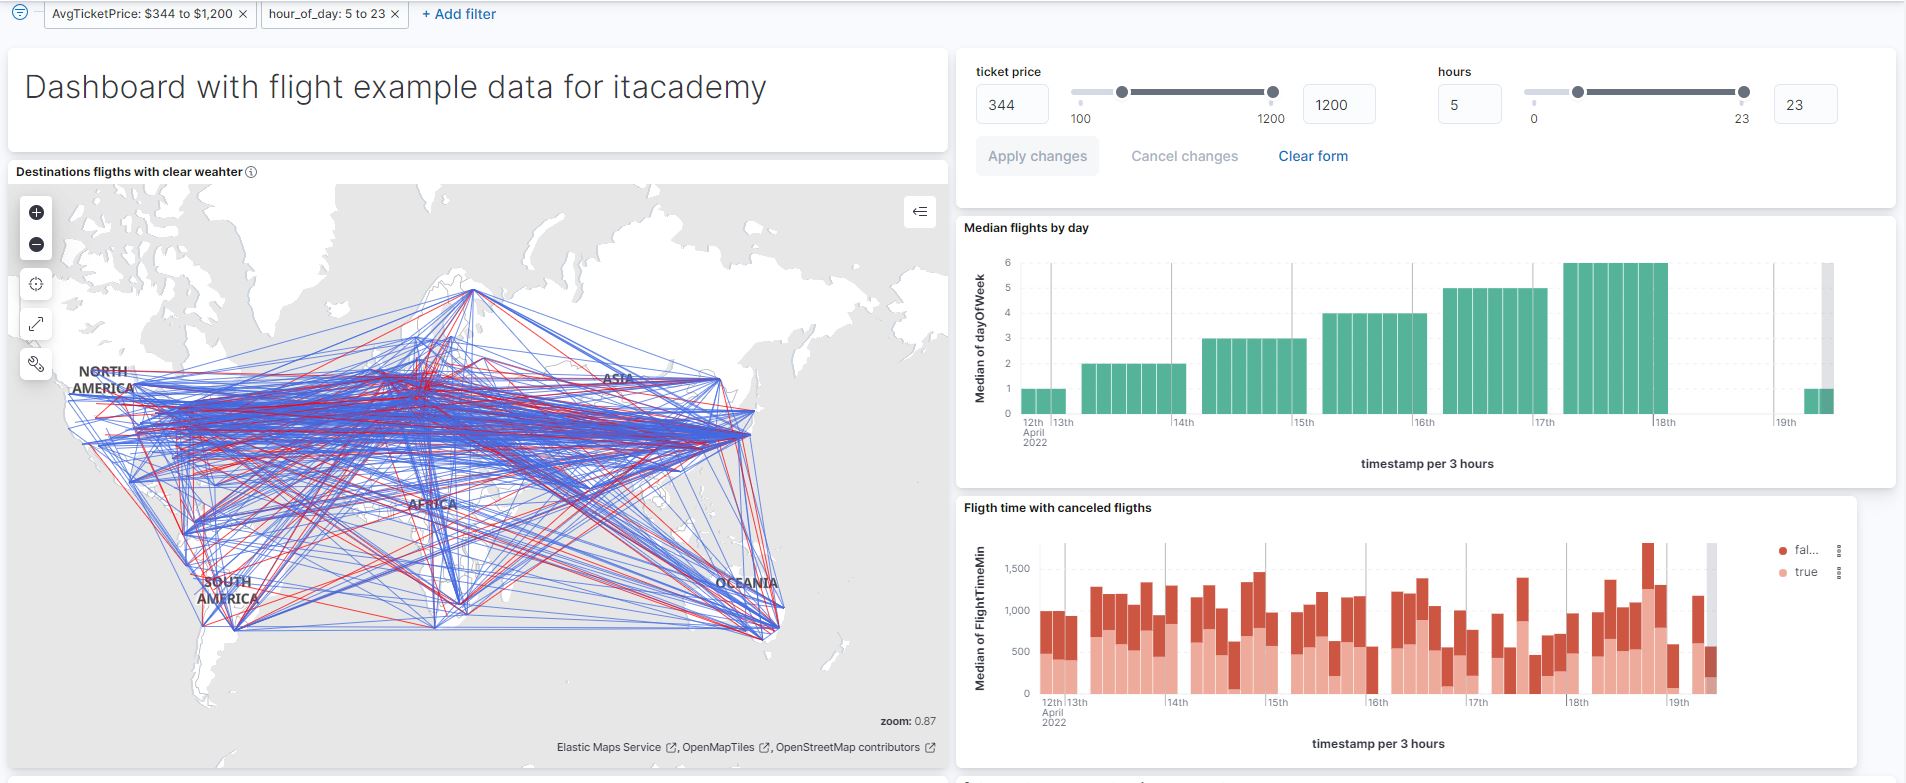 AvgTicketPrice: $344 to $1,200 ×
hour_of_day: 5 to 23 ×
+ Add filter
Dashboard with flight example data for itacademy
ticket price
344
100
1200
1200
hours
5
0
23
23
Apply changes
Cancel changes
Clear form
Destinations fligths with clear weahter
NORTH
AMERICA
ASIA
AFRICA
SOUTH
AMERICA
OCEANIA
zoom: 0.87
Elastic Maps Service , OpenMapTiles , OpenStreetMap contributors
Median flights by day
Median of dayOfWeek
6
5
4
3
2
1
0
12th 13th 14th 15th 16th 17th 18th 19th
April
2022
timestamp per 3 hours
Fligth time with canceled fligths
Median of FlightTimeMin
1,500
1,000
500
0
fal...
true
12th 13th 14th 15th 16th 17th 18th 19th
April
2022
timestamp per 3 hours